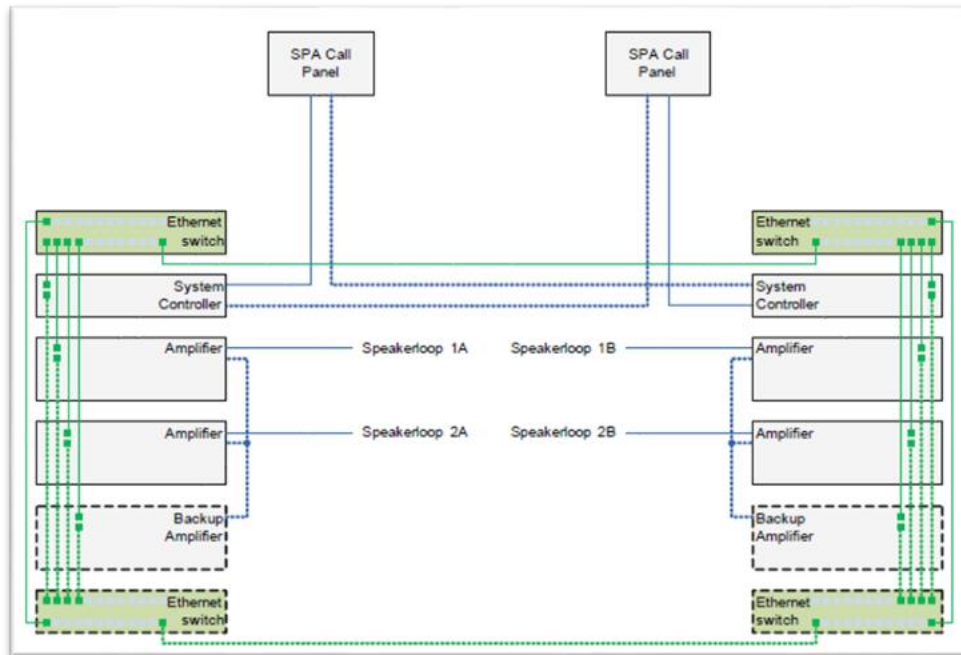 SPA Call
Panel
SPA Call
Panel
Ethernet
switch
Ethernet
switch
System
Controller
System
Controller
Amplifier
Speakerloop 1A
Speakerloop 1B
Amplifier
Amplifier
Speakerloop 2A
Speakerloop 2B
Amplifier
Backup
Amplifier
Backup
Amplifier
Ethernet
switch
Ethernet
switch